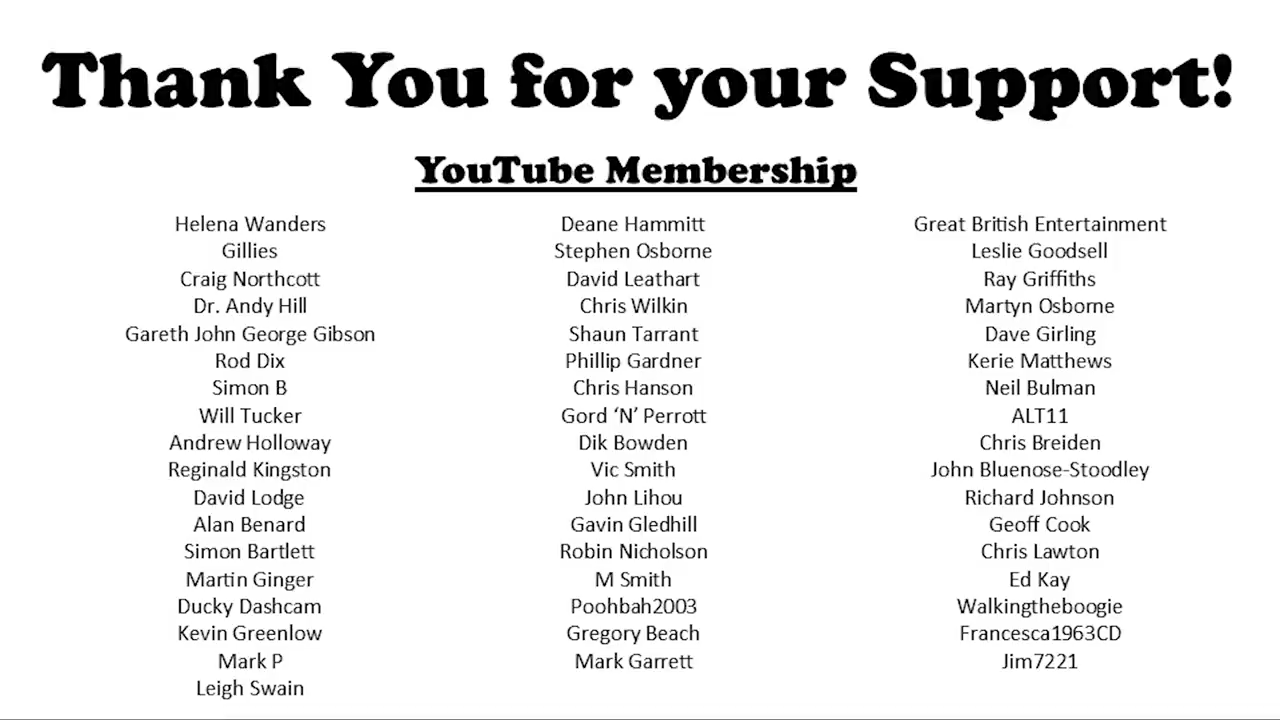 Thank You for your Support!
YouTube Membership
Helena Wanders
Gillies
Craig Northcott
Dr. Andy Hill
Gareth John George Gibson
Rod Dix
Simon B
Will Tucker
Andrew Holloway
Reginald Kingston
David Lodge
Alan Benard
Simon Bartlett
Martin Ginger
Ducky Dashcam
Kevin Greenlow
Mark P
Leigh Swain
Deane Hammitt
Stephen Osborne
David Leathart
Chris Wilkin
Shaun Tarrant
Phillip Gardner
Chris Hanson
Gord ‘N’ Perrott
Dik Bowden
Vic Smith
John Lihou
Gavin Gledhill
Robin Nicholson
M Smith
Poohbah2003
Gregory Beach
Mark Garrett
Great British Entertainment
Leslie Goodsell
Ray Griffiths
Martyn Osborne
Dave Girling
Kerie Matthews
Neil Bulman
ALT11
Chris Breiden
John Bluenose-Stoodley
Richard Johnson
Geoff Cook
Chris Lawton
Ed Kay
Walkingtheboogie
Francesca1963CD
Jim7221